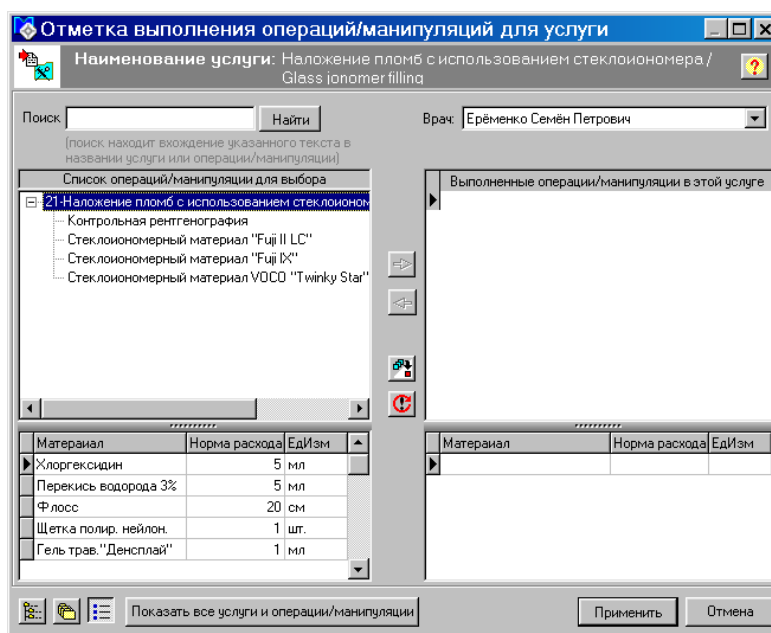 Отметка выполнения операций/манипуляций для услуги
Наименование услуги: Наложение пломб с использованием стеклоиономера /
Glass jonomer filling
Поиск Найти
(поиск находит вхождение указанного текста в
названии услуги или операции/манипуляции)
Врач: Ерёменко Семён Петрович
Список операций/манипуляции для выбора
21-Наложение пломб с использованием стеклоионом
Контрольная рентгенография
Стеклоиономерный материал "Fuji II LC"
Стеклоиономерный материал "Fuji IX"
Стеклоиономерный материал VOCO "Twinky Star"
Выполненные операции/манипуляции в этой услуге
Матераиал Норма расхода ЕдИзм
Хлоргексидин 5 мл
Перекись водорода 3% 5 мл
Флосс 20 см
Щетка полир. нейлон. 1 шт.
Гель трав."Денсплай" 1 мл
Матераиал Норма расхода ЕдИзм
Показать все услуги и операции/манипуляции
Применить Отмена